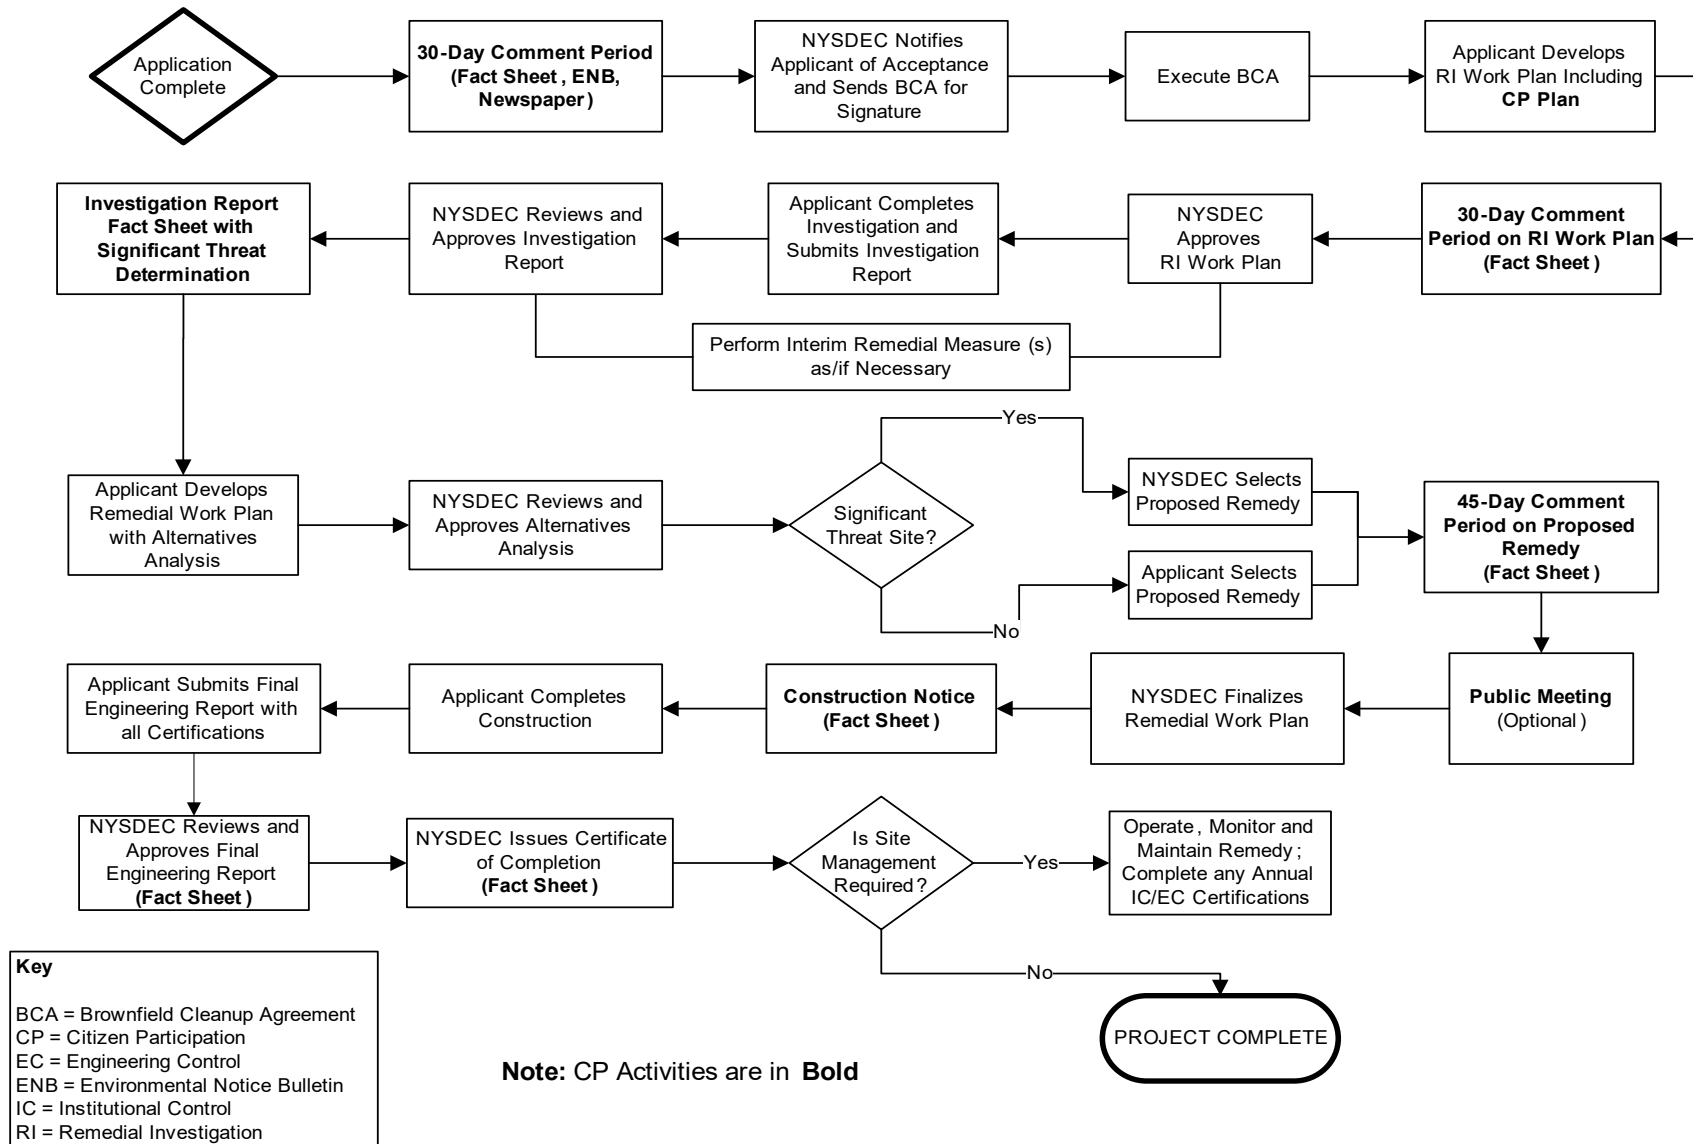 Application
Complete
30-Day Comment Period
(Fact Sheet, ENB,
Newspaper)
NYSDEC Notifies
Applicant of Acceptance
and Sends BCA for
Signature
Execute BCA
Applicant Develops
RI Work Plan Including
CP Plan
30-Day Comment
Period on RI Work Plan
(Fact Sheet)
NYSDEC
Approves
RI Work Plan
Applicant Completes
Investigation and
Submits Investigation
Report
NYSDEC Reviews and
Approves Investigation
Report
Investigation Report
Fact Sheet with
Significant Threat
Determination
Perform Interim Remedial Measure (s)
as/if Necessary
Applicant Develops
Remedial Work Plan
with Alternatives
Analysis
NYSDEC Reviews and
Approves Alternatives
Analysis
Significant
Threat Site?
Yes
No
NYSDEC Selects
Proposed Remedy
Applicant Selects
Proposed Remedy
45-Day Comment
Period on Proposed
Remedy
(Fact Sheet)
Public Meeting
(Optional)
NYSDEC Finalizes
Remedial Work Plan
Construction Notice
(Fact Sheet)
Applicant Completes
Construction
Applicant Submits Final
Engineering Report with
all Certifications
NYSDEC Reviews and
Approves Final
Engineering Report
(Fact Sheet)
NYSDEC Issues Certificate
of Completion
(Fact Sheet)
Is Site
Management
Required?
Yes
Operate, Monitor and
Maintain Remedy;
Complete any Annual
IC/EC Certifications
No
PROJECT COMPLETE
Key
BCA = Brownfield Cleanup Agreement
CP = Citizen Participation
EC = Engineering Control
ENB = Environmental Notice Bulletin
IC = Institutional Control
RI = Remedial Investigation
Note: CP Activities are in Bold